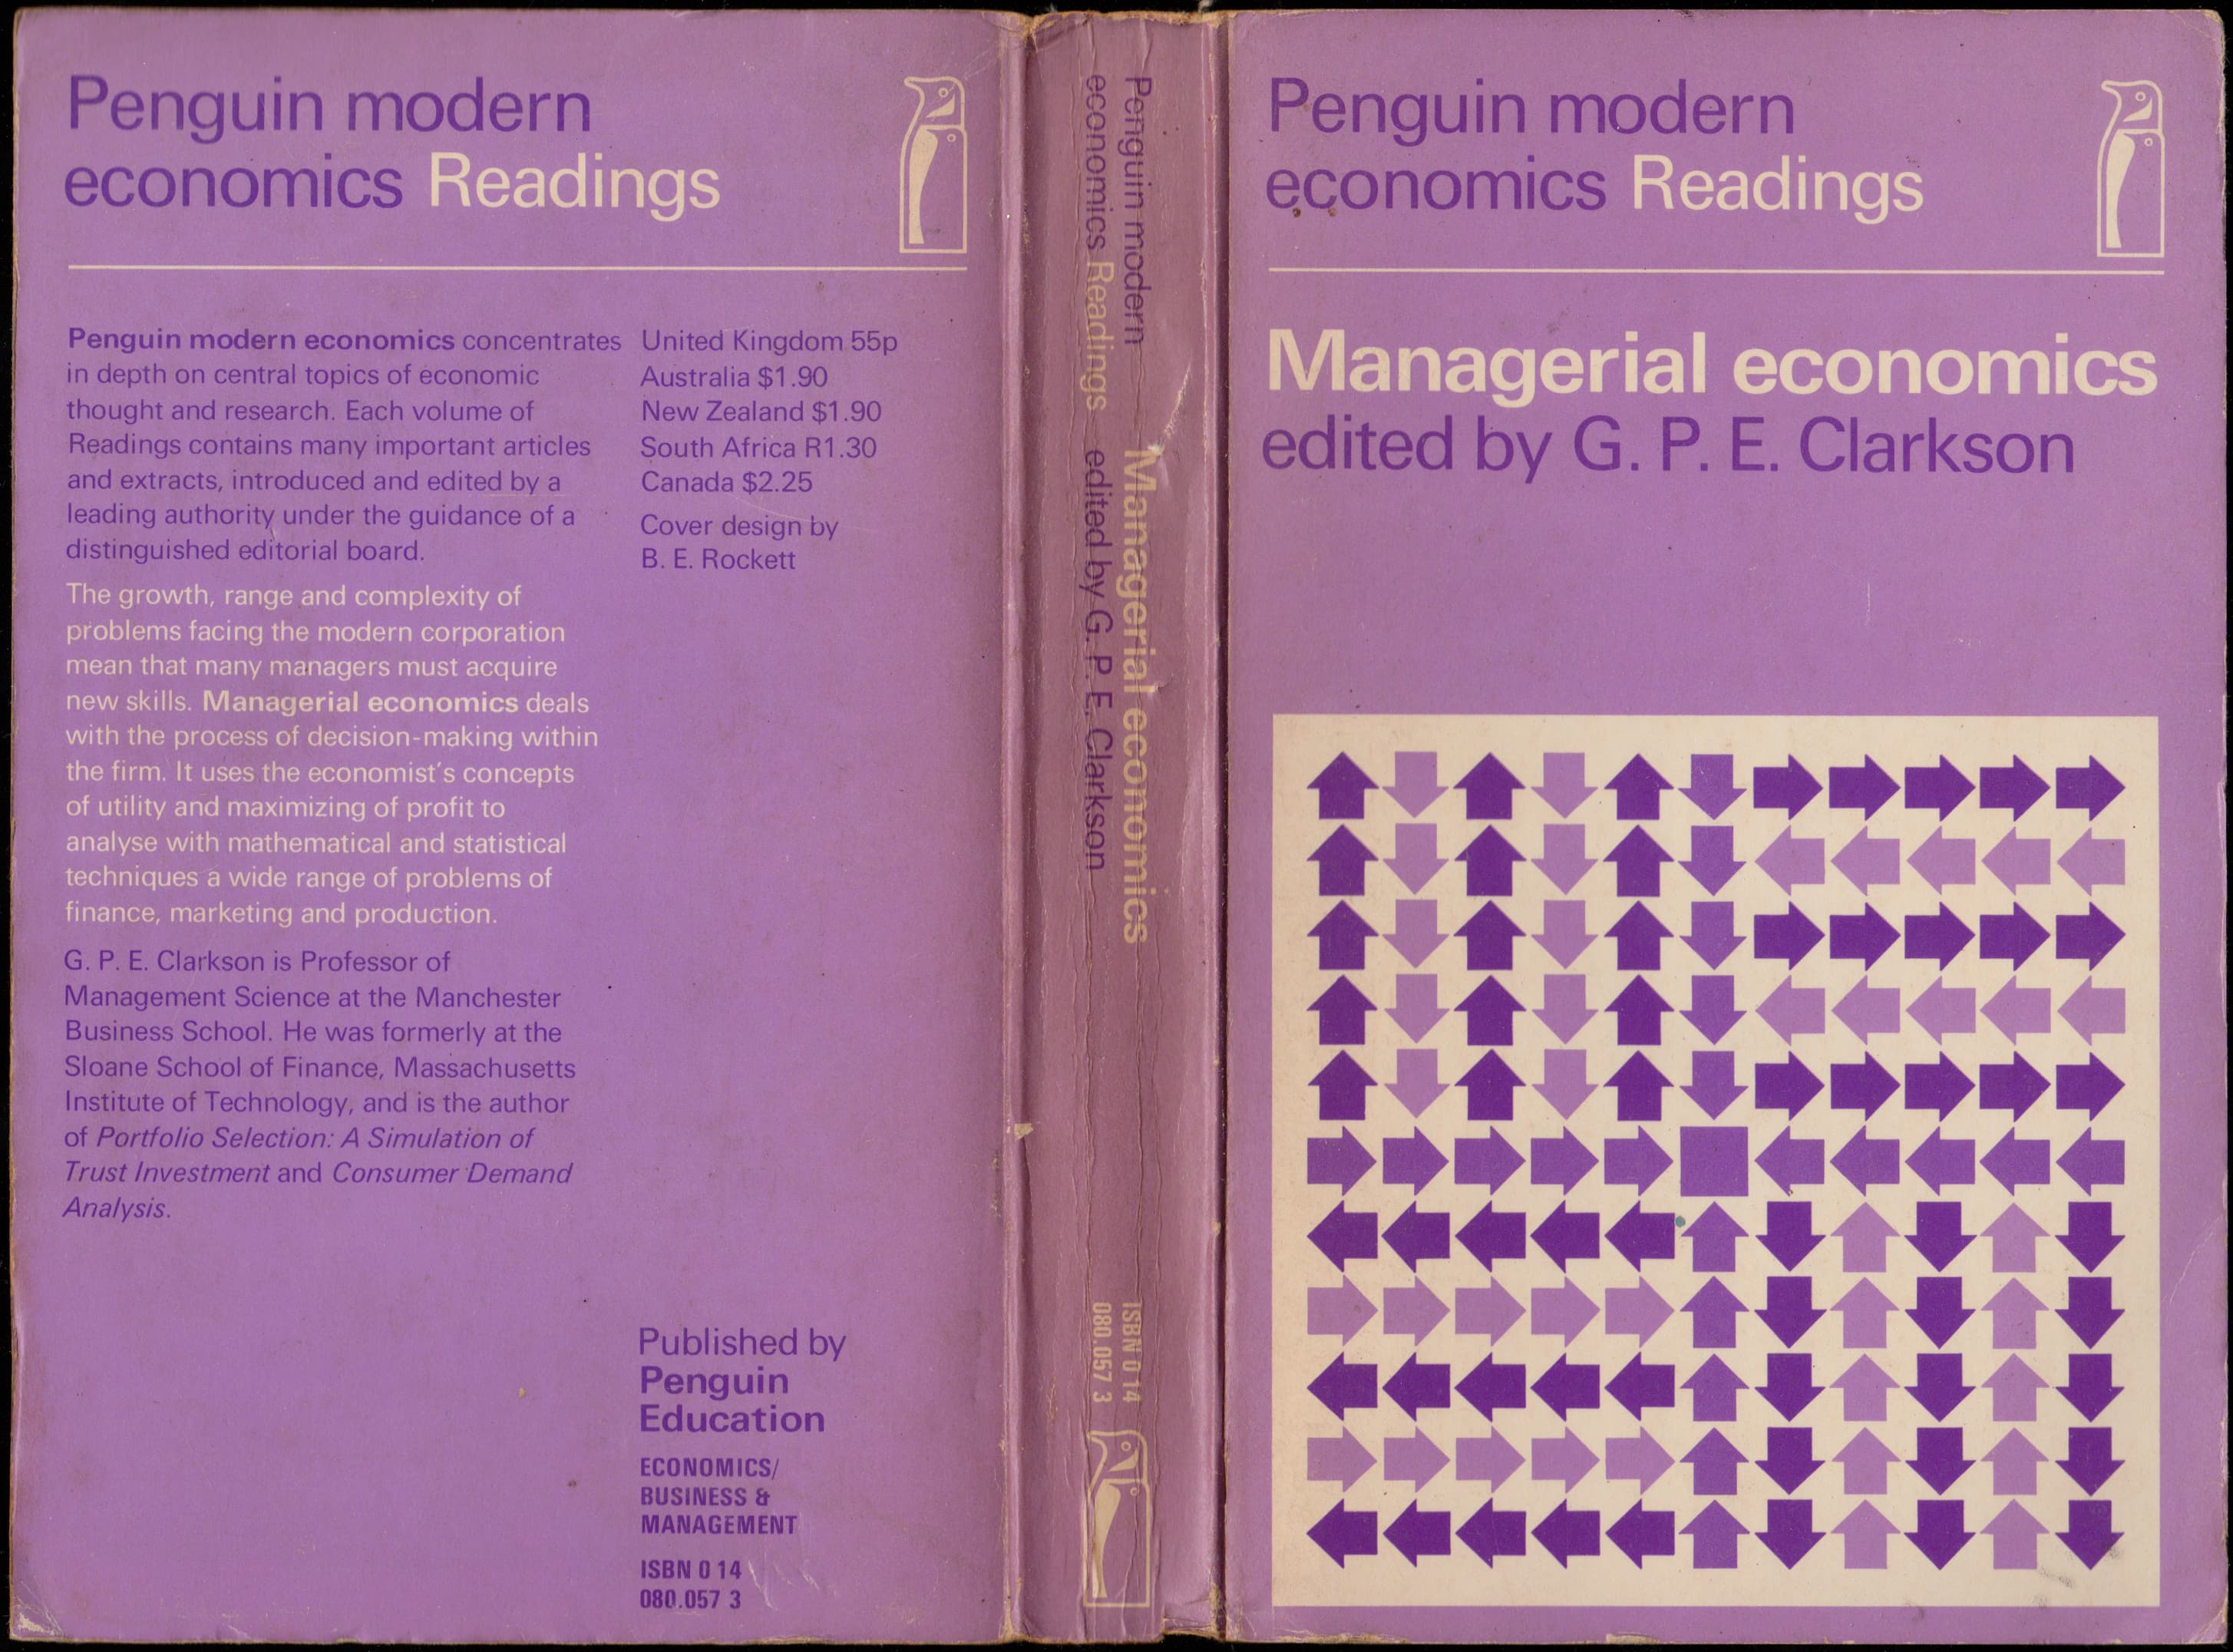 Penguin modern
economics Readings
Penguin modern economics concentrates
in depth on central topics of economic
thought and research. Each volume of
Readings contains many important articles
and extracts, introduced and edited by a
leading authority under the guidance of a
distinguished editorial board.
The growth, range and complexity of
problems facing the modern corporation
mean that many managers must acquire
new skills. Managerial economics deals
with the process of decision-making within
the firm. It uses the economist's concepts
of utility and maximizing of profit to
analyse with mathematical and statistical
techniques a wide range of problems of
finance, marketing and production.
G. P. E. Clarkson is Professor of
Management Science at the Manchester
Business School. He was formerly at the
Sloane School of Finance, Massachusetts
Institute of Technology, and is the author
of Portfolio Selection: A Simulation of
Trust Investment and Consumer Demand
Analysis.
United Kingdom 55p
Australia $1.90
New Zealand $1.90
South Africa R1.30
Canada $2.25
Cover design by
B. E. Rockett
Published by
Penguin
Education
ECONOMICS/
BUSINESS &
MANAGEMENT
ISBN 0 14
080.057 3
Penguin modern
economics Readings
Managerial economics
edited by G. P. E. Clarkson
ISBN 0 14
080.057 3
Penguin modern
economics Readings
Managerial economics
edited by G. P. E. Clarkson